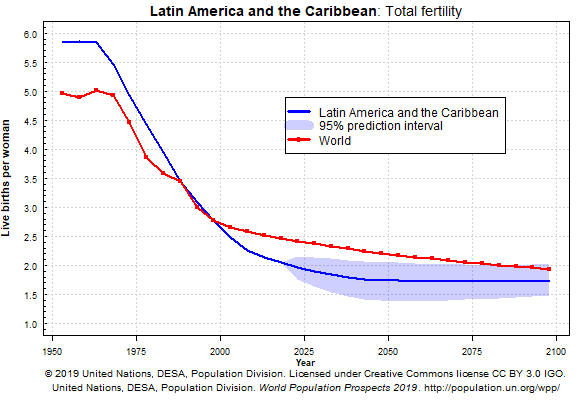 Latin America and the Caribbean: Total fertility
6.0
5.5
5.0
4.5
4.0
3.5
3.0
2.5
2.0
1.5
1.0
Live births per woman
Latin America and the Caribbean
95% prediction interval
World
1950 1975 2000 2025 2050 2075 2100
Year
© 2019 United Nations, DESA, Population Division. Licensed under Creative Commons license CC BY 3.0 IGO.
United Nations, DESA, Population Division. World Population Prospects 2019. http://population.un.org/wpp/